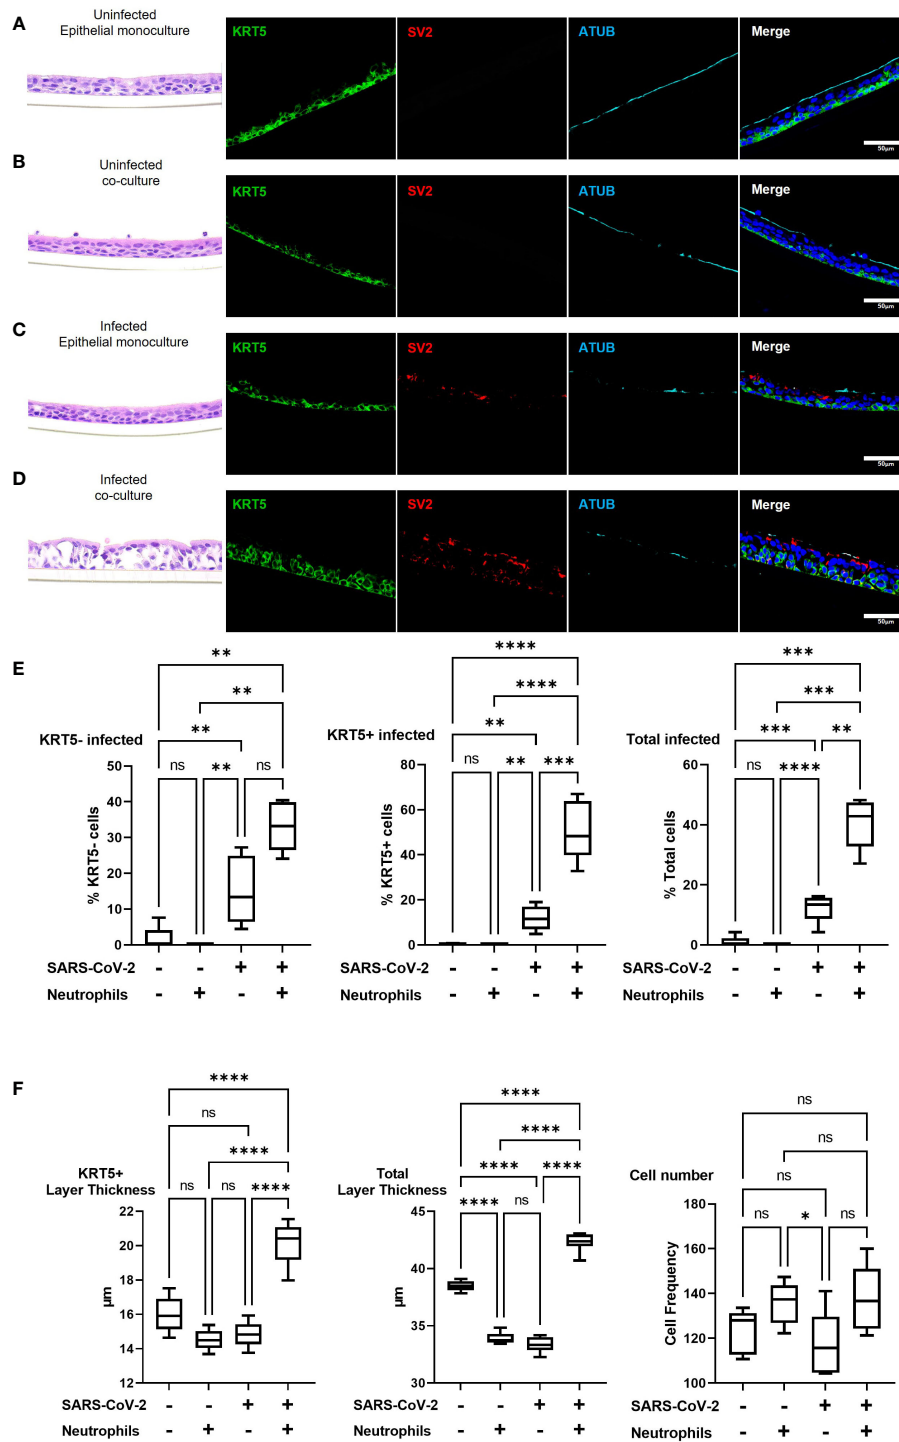 A
Uninfected
Epithelial monoculture
KRT5
SV2
ATUB
Merge
50µm
B
Uninfected
co-culture
KRT5
SV2
ATUB
Merge
50µm
C
Infected
Epithelial monoculture
KRT5
SV2
ATUB
Merge
50µm
D
Infected
co-culture
KRT5
SV2
ATUB
Merge
50µm
E
KRT5- infected
** ** ** ns ** ns
% KRT5- cells
50
40
30
20
10
0
SARS-CoV-2 - - + +
Neutrophils - + - +
KRT5+ infected
**** **** ** ns ** ***
% KRT5+ cells
80
60
40
20
0
SARS-CoV-2 - - + +
Neutrophils - + - +
Total infected
*** *** *** ** ns ****
% Total cells
60
40
20
0
SARS-CoV-2 - - + +
Neutrophils - + - +
F
KRT5+
Layer Thickness
**** ns **** ns ns ****
µm
22
20
18
16
14
12
SARS-CoV-2 - - + +
Neutrophils - + - +
Total
Layer Thickness
**** **** **** **** **** ns
µm
45
39
33
30
SARS-CoV-2 - - + +
Neutrophils - + - +
Cell number
ns ns ns ns * ns
Cell Frequency
180
160
140
120
100
SARS-CoV-2 - - + +
Neutrophils - + - +